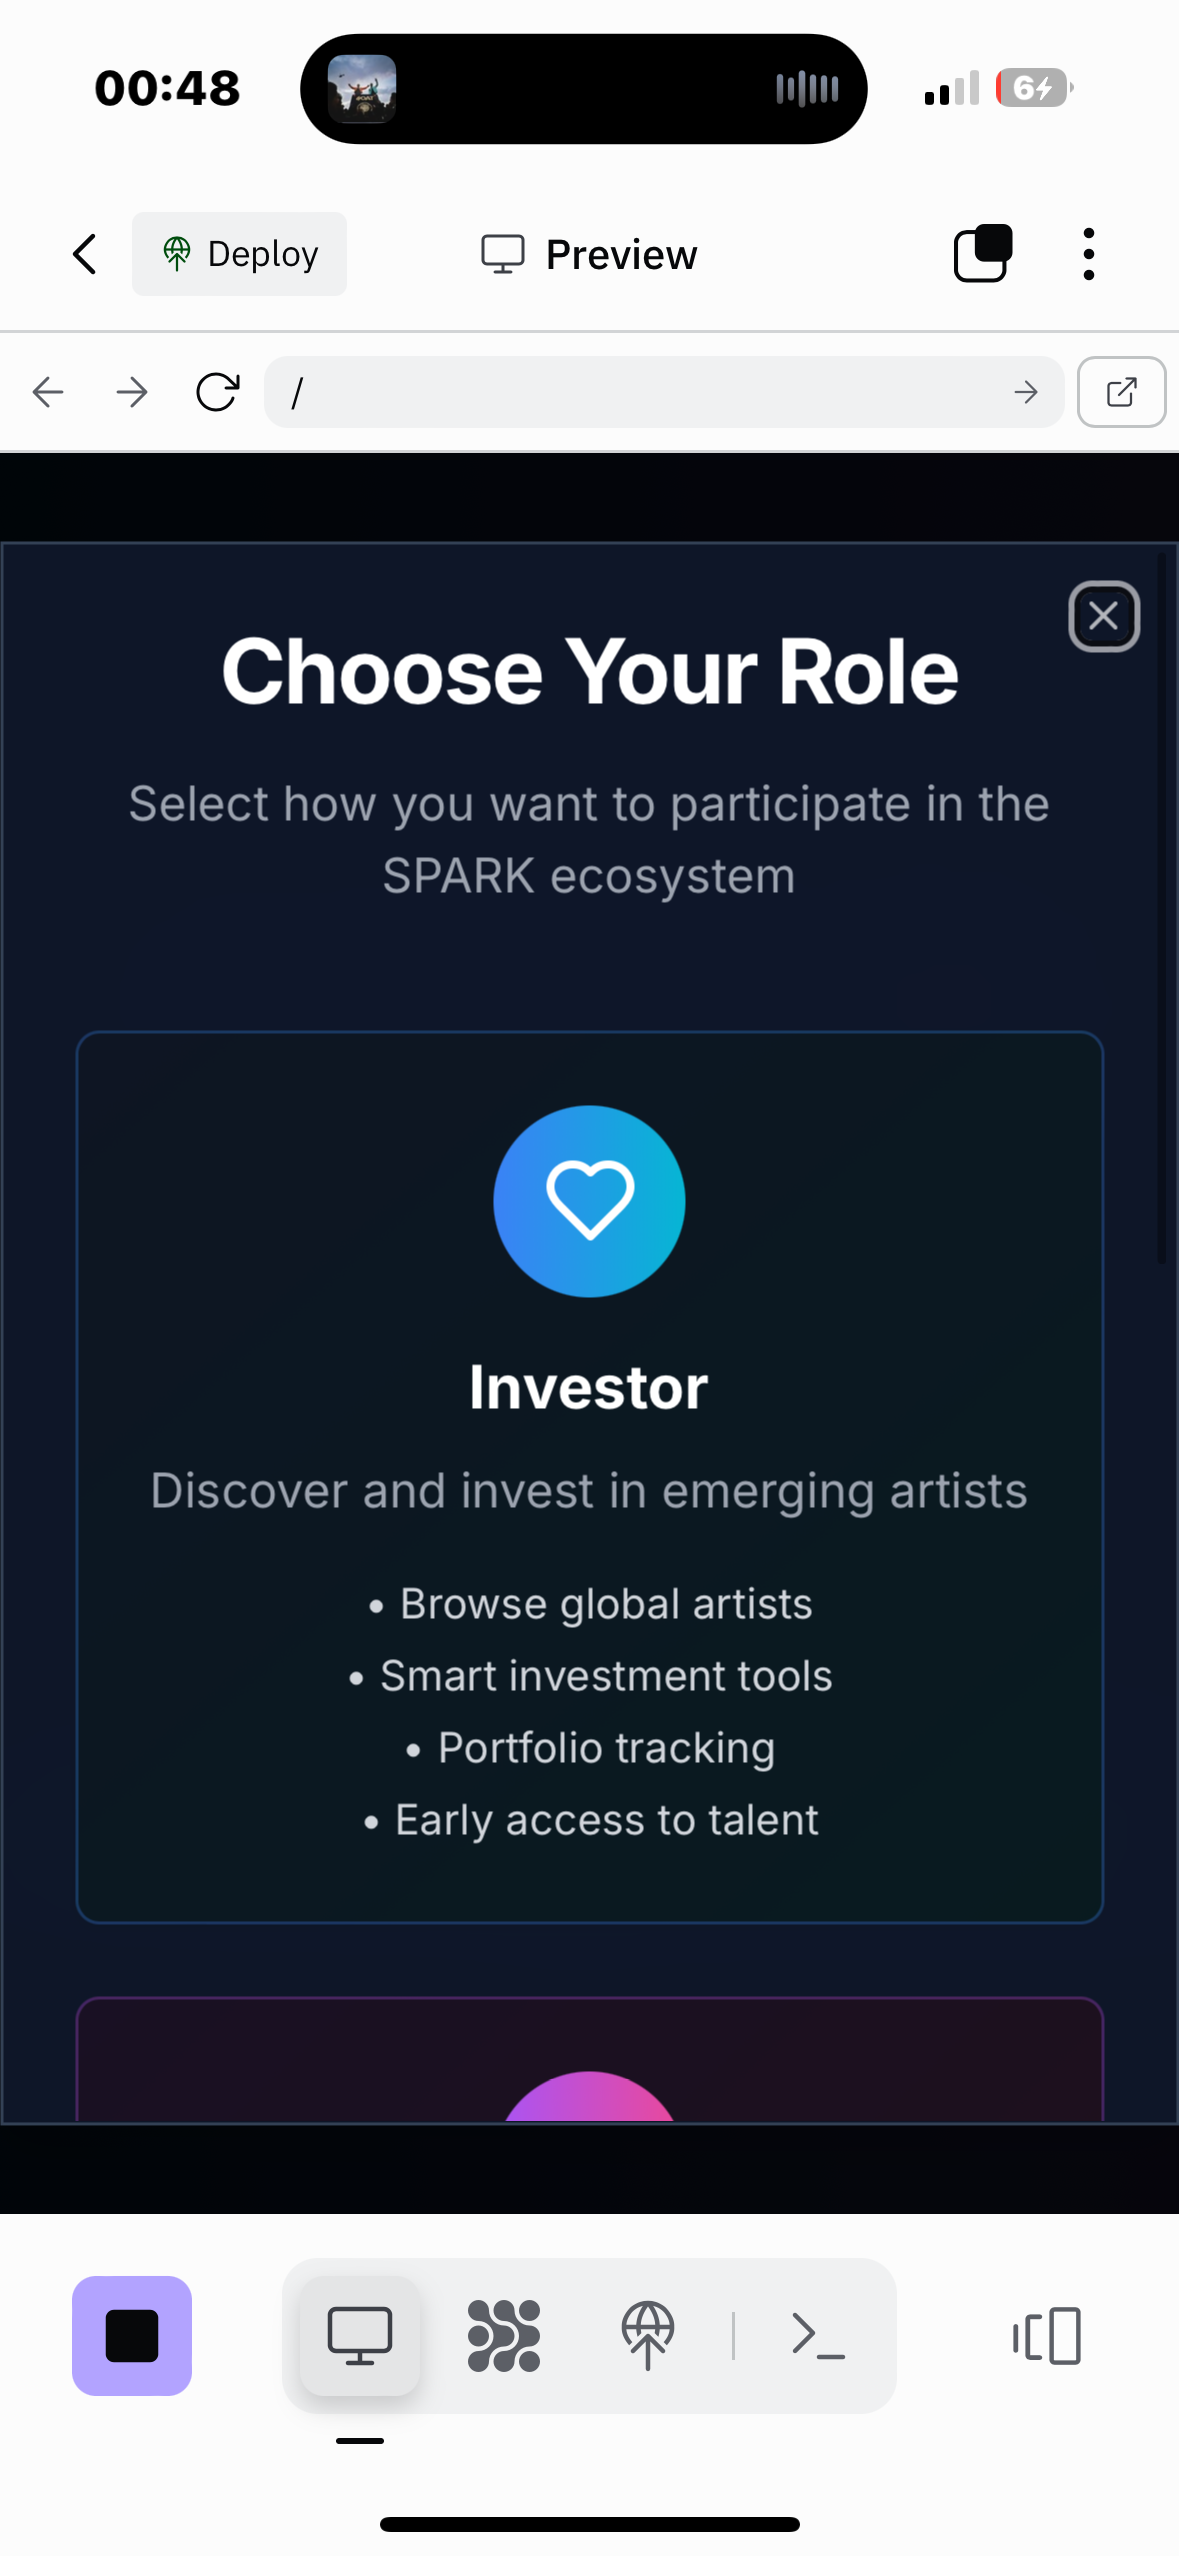 00:48
6
Deploy
Preview
/
Choose Your Role
Select how you want to participate in the
SPARK ecosystem
Investor
Discover and invest in emerging artists
• Browse global artists
• Smart investment tools
• Portfolio tracking
• Early access to talent